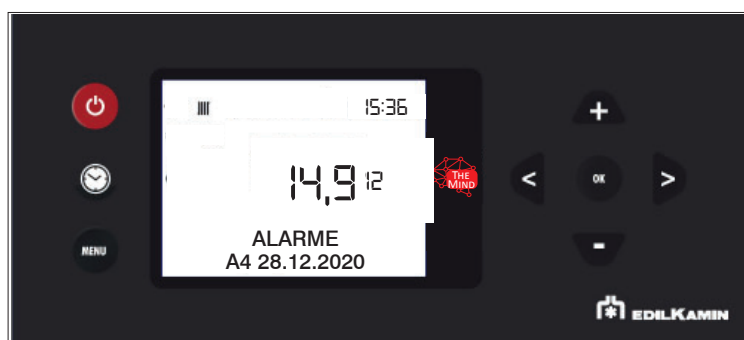 15:36
14,9 12
THE
MIND
ALARME
A4 28.12.2020
MENU
+
<
OK
>
-
EDILKAMIN